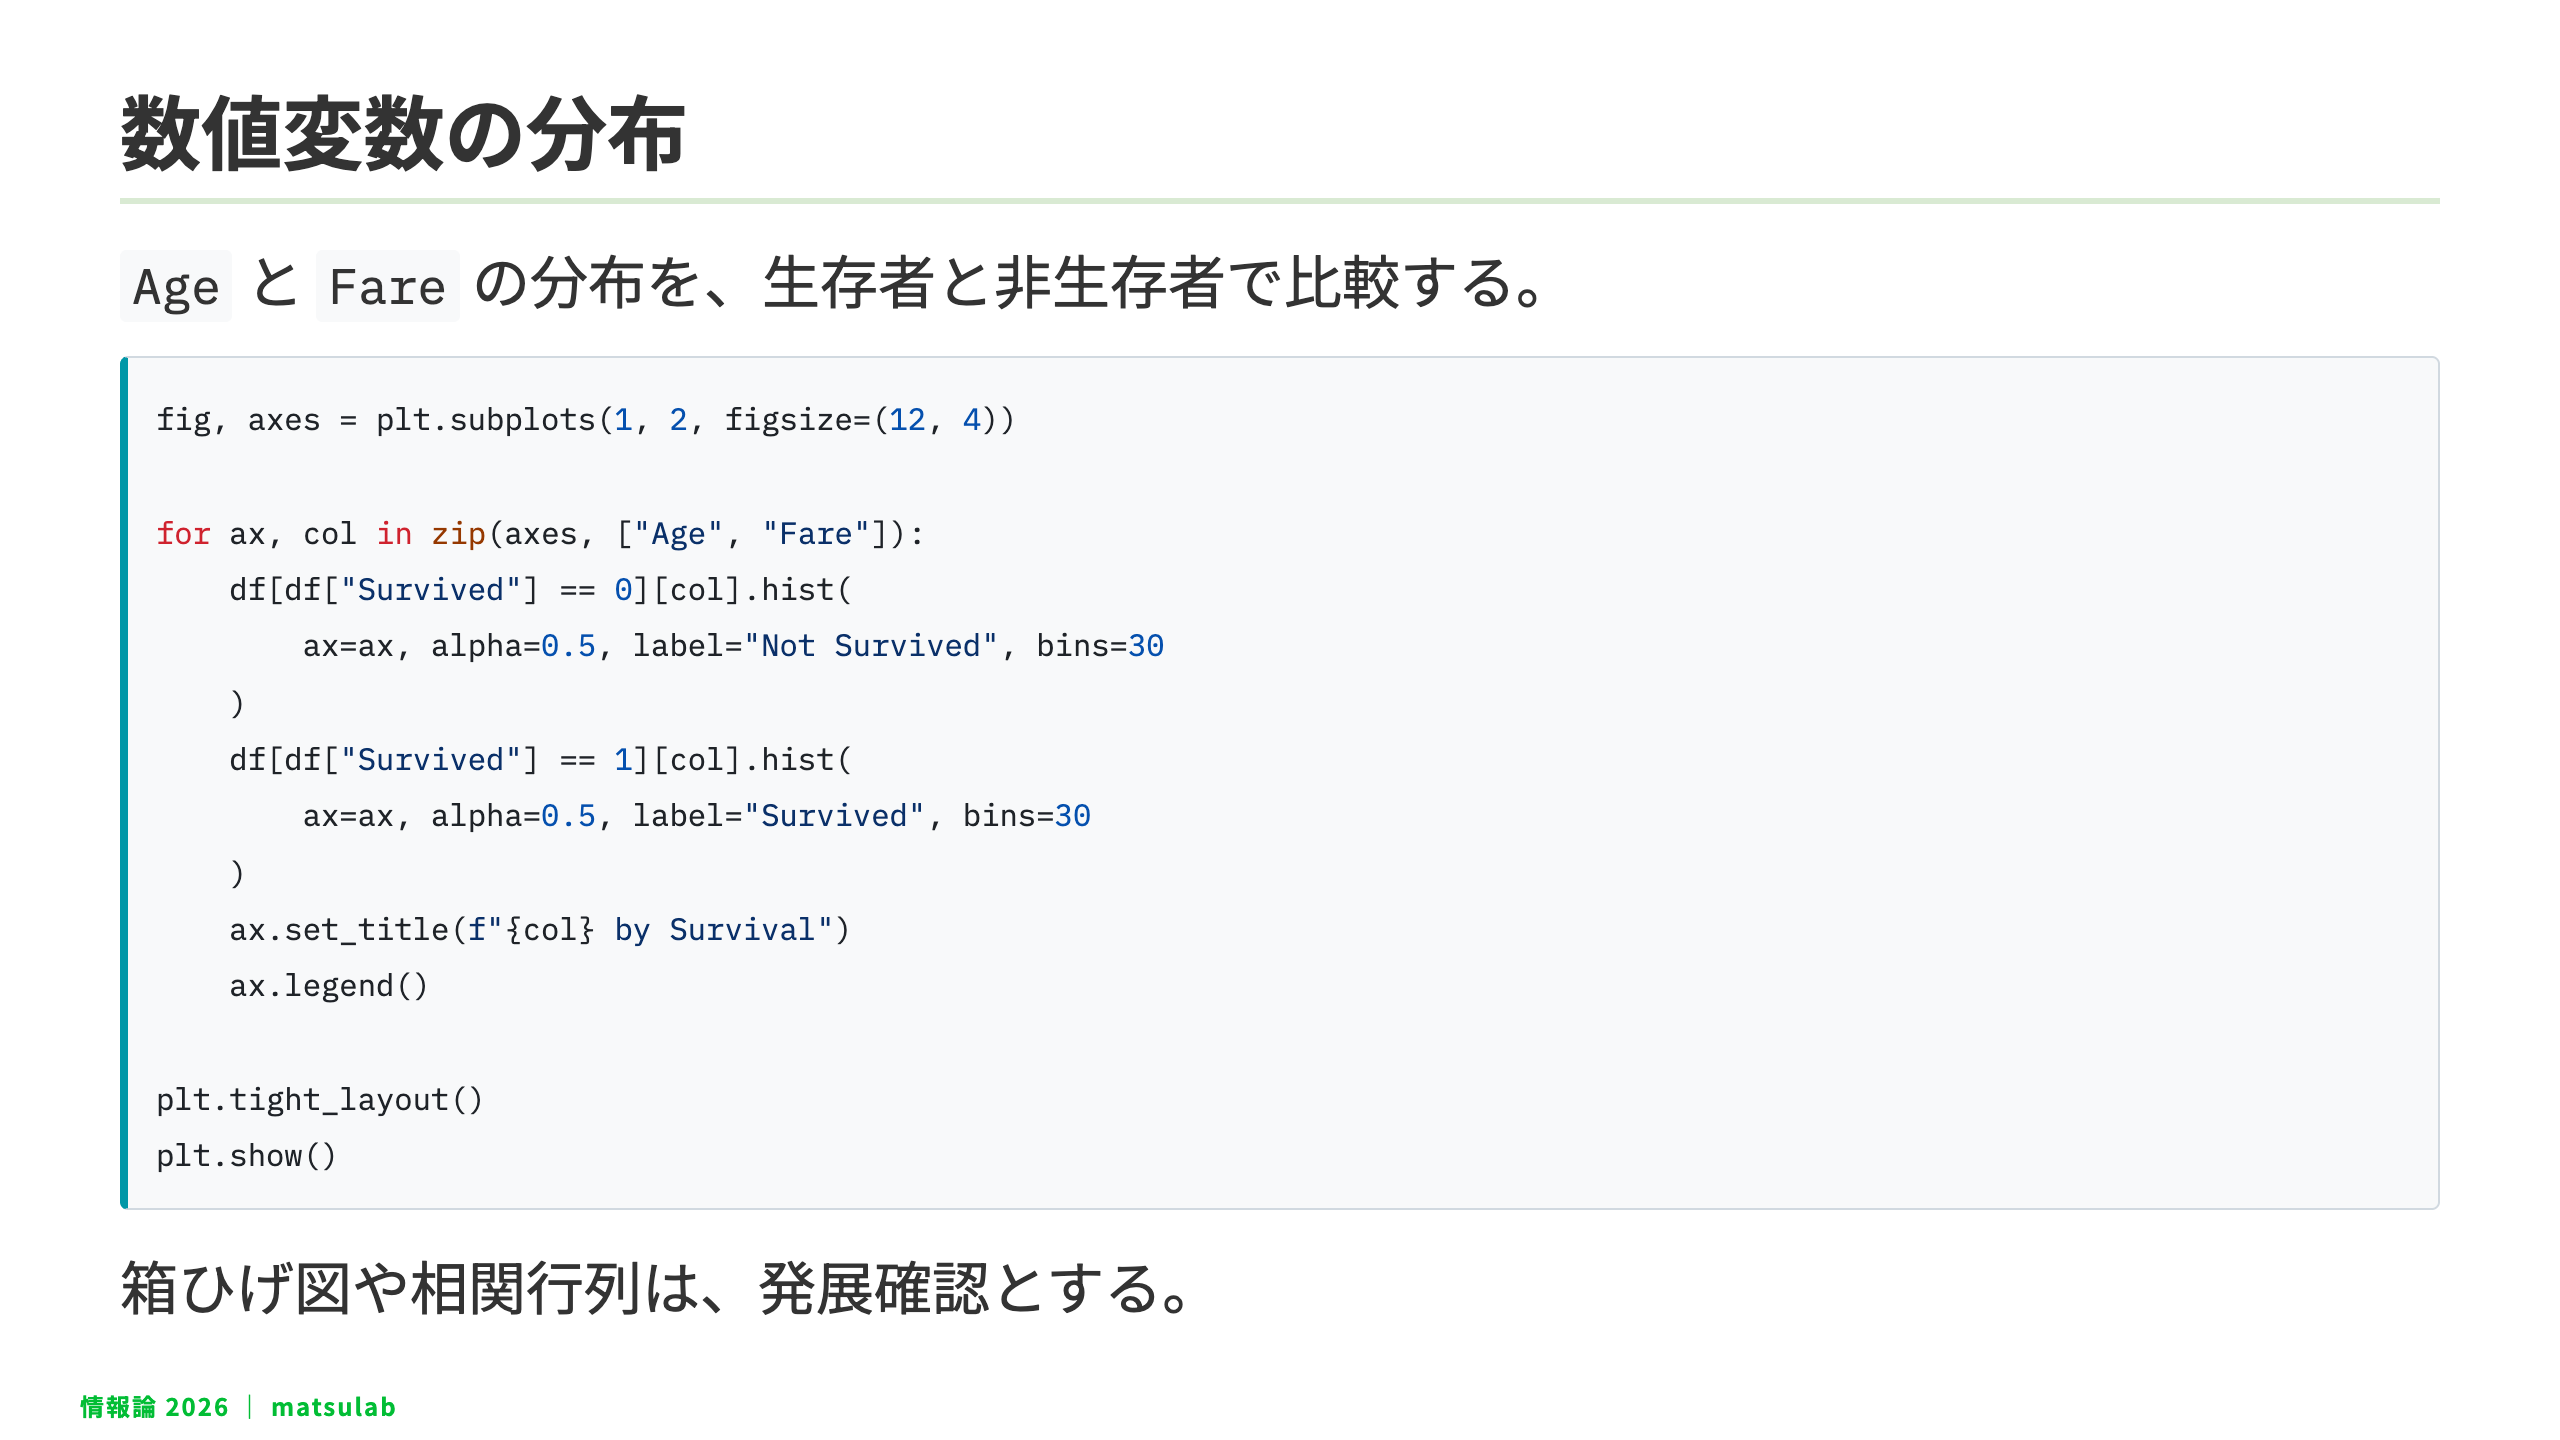 数値変数の分布
Age と Fare の分布を、生存者と非生存者で比較する。
fig, axes = plt.subplots(1, 2, figsize=(12, 4))
for ax, col in zip(axes, ["Age", "Fare"]):
    df[df["Survived"] == 0][col].hist(
        ax=ax, alpha=0.5, label="Not Survived", bins=30
    )
    df[df["Survived"] == 1][col].hist(
        ax=ax, alpha=0.5, label="Survived", bins=30
    )
    ax.set_title(f"{col} by Survival")
    ax.legend()
plt.tight_layout()
plt.show()
箱ひげ図や相関行列は、発展確認とする。
情報論 2026 | matsulab